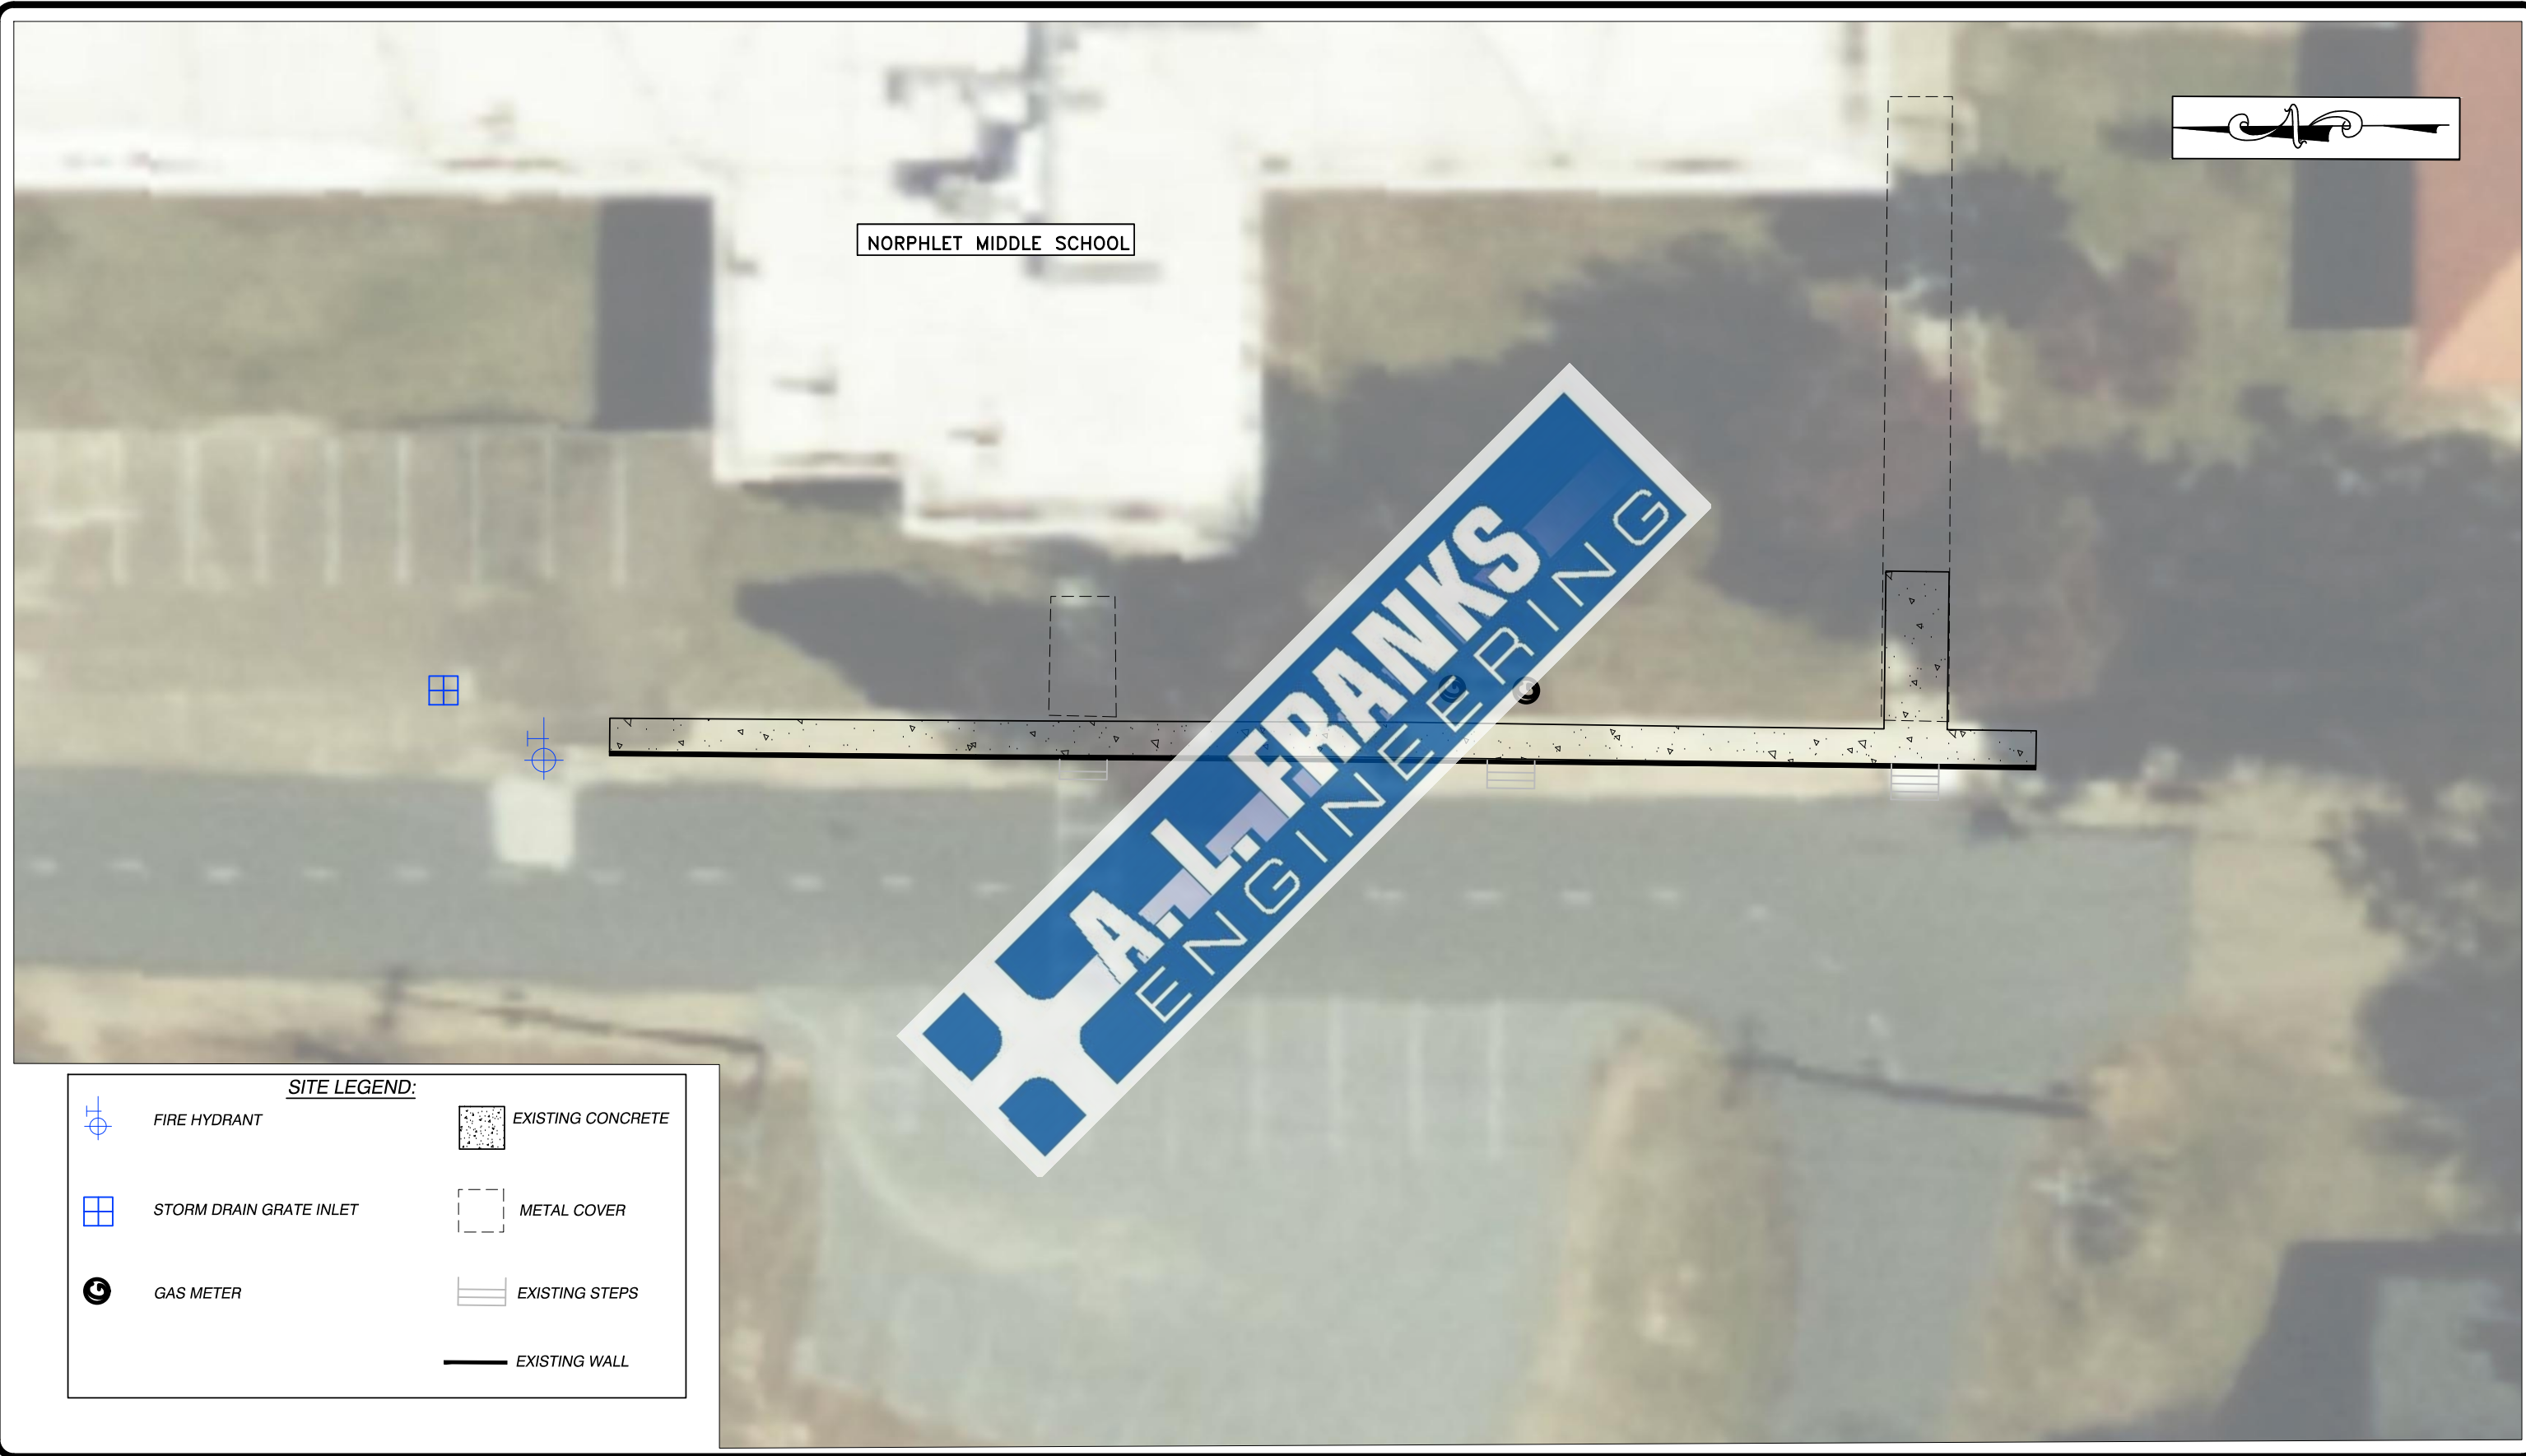 N
NORPHLET MIDDLE SCHOOL
A.L. FRANKS
ENGINEERING
SITE LEGEND:
FIRE HYDRANT
EXISTING CONCRETE
STORM DRAIN GRATE INLET
METAL COVER
GAS METER
EXISTING STEPS
EXISTING WALL